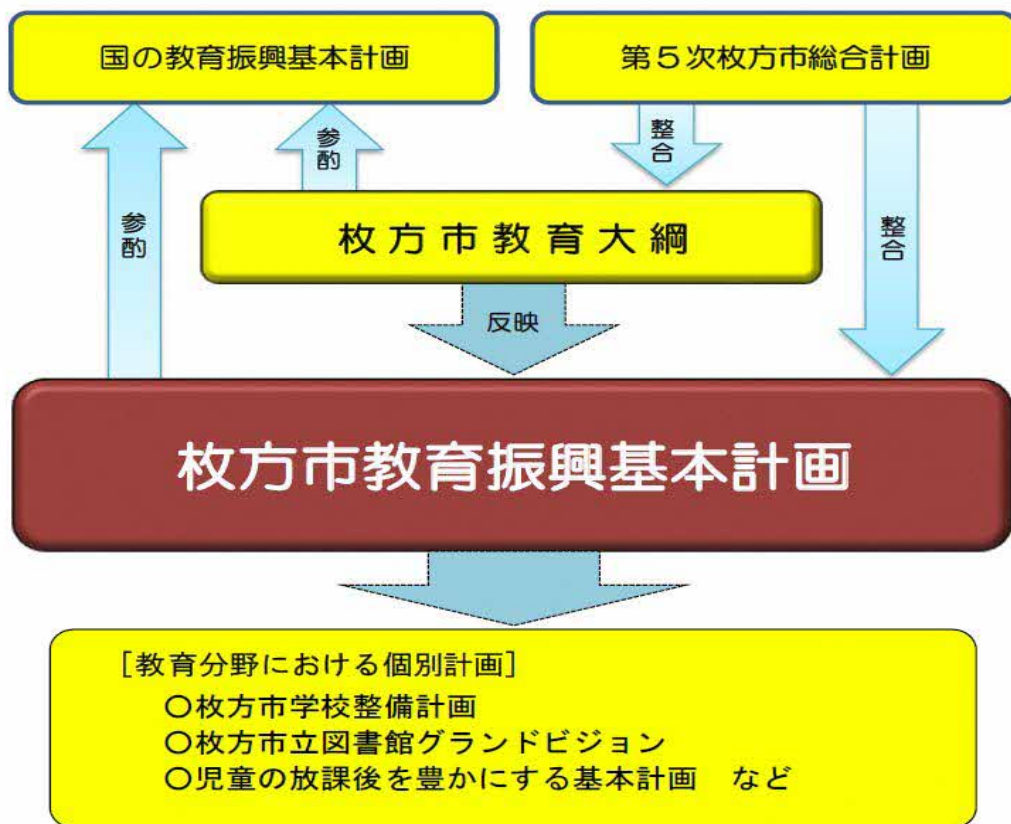 国の教育振興基本計画
第５次枚方市総合計画
参酌
整合
参酌
枚方市教育大綱
整合
反映
枚方市教育振興基本計画
［教育分野における個別計画］
〇枚方市学校整備計画
〇枚方市立図書館グランドビジョン
〇児童の放課後を豊かにする基本計画　など